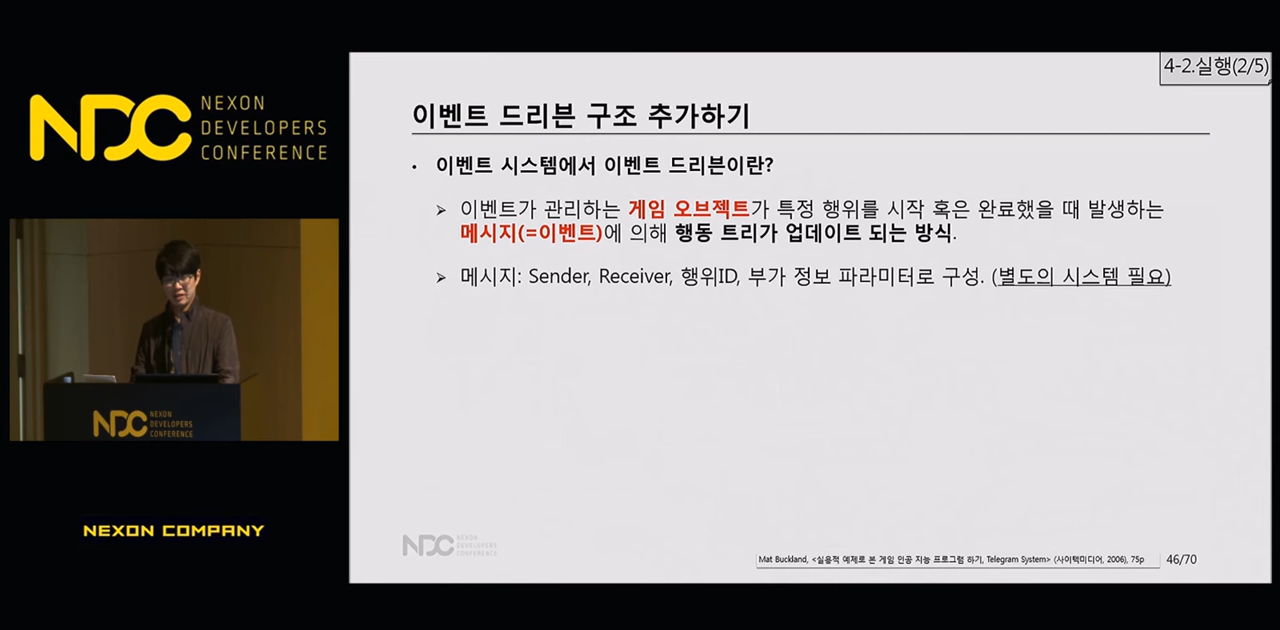 NDC
NEXON
DEVELOPERS
CONFERENCE
NDC
NEXON
DEVELOPERS
CONFERENCE
NEXON COMPANY
4-2.실행(2/5)
이벤트 드리븐 구조 추가하기
• 이벤트 시스템에서 이벤트 드리븐이란?
➢ 이벤트가 관리하는 게임 오브젝트가 특정 행위를 시작 혹은 완료했을 때 발생하는
메시지(=이벤트)에 의해 행동 트리가 업데이트 되는 방식.
➢ 메시지: Sender, Receiver, 행위ID, 부가 정보 파라미터로 구성. (별도의 시스템 필요)
NDC
NEXON
DEVELOPERS
CONFERENCE
Mat Buckland, <실용적 예제로 본 게임 인공 지능 프로그램 하기, Telegram System> (사이텍미디어, 2006), 75p
46/70